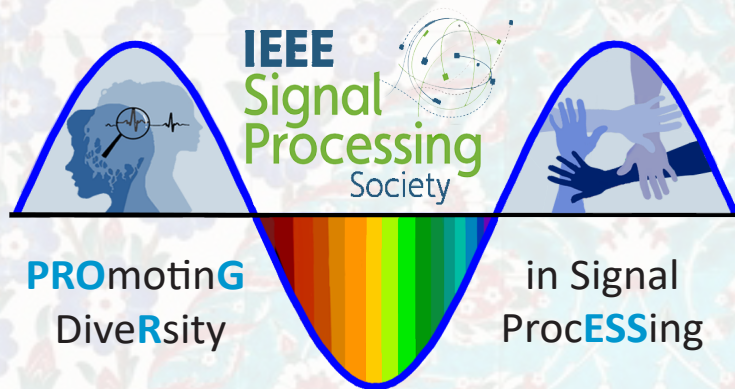 IEEE
Signal
Processing
Society
PROmotinG
DiveRsity
in Signal
ProcESSing